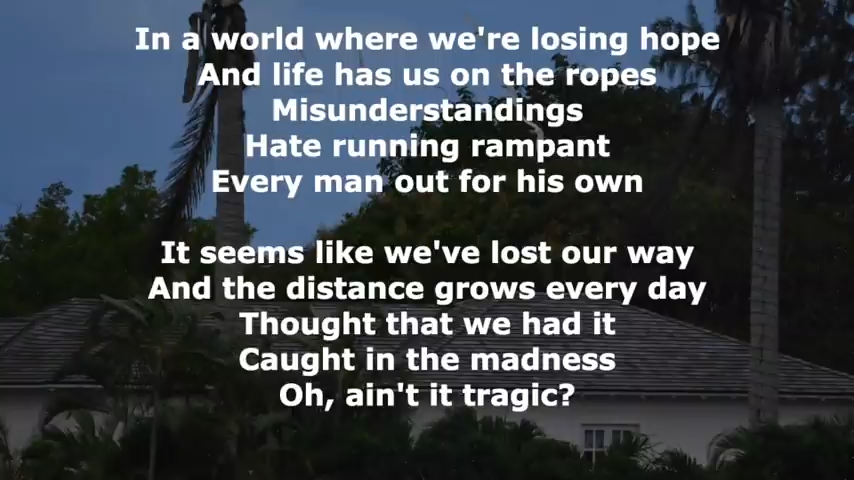 In a world where we're losing hope
And life has us on the ropes
Misunderstandings
Hate running rampant
Every man out for his own
It seems like we've lost our way
And the distance grows every day
Thought that we had it
Caught in the madness
Oh, ain't it tragic?